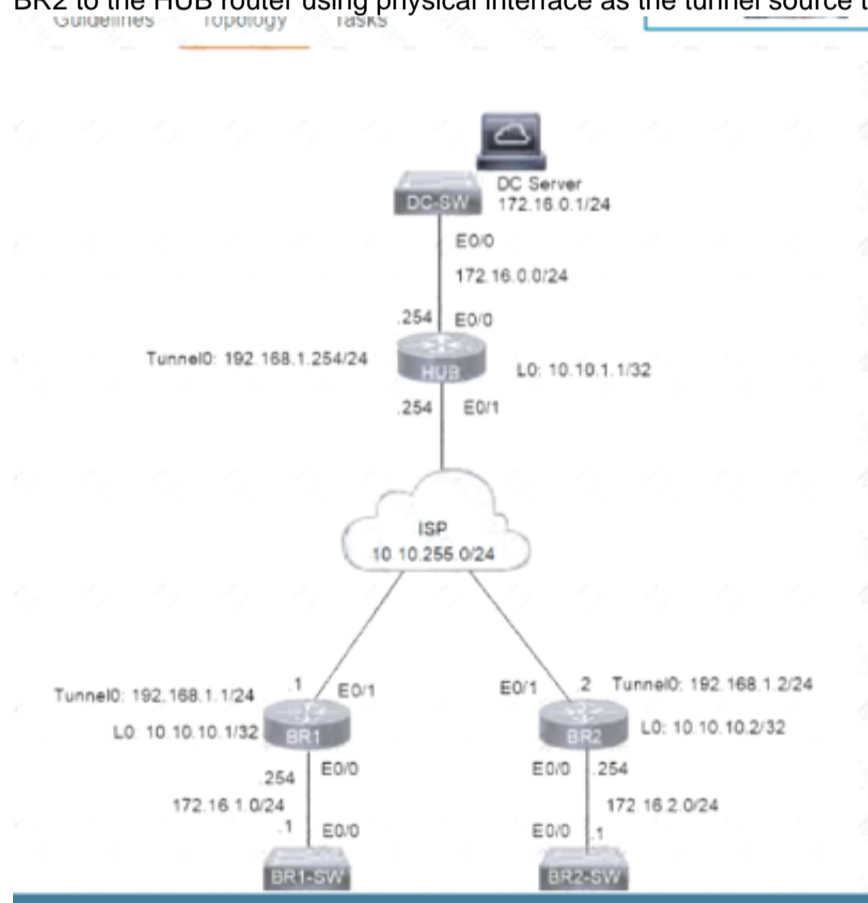 BR2 to the HUB router using physical interface as the tunnel source
Guidelines Topology Tasks
DC Server
DC-SW 172.16.0.1/24
E0/0
172.16.0.0/24
.254 E0/0
Tunnel0: 192.168.1.254/24
HUB L0: 10.10.1.1/32
.254 E0/1
ISP
10.10.255.0/24
.1 E0/1 E0/1 .2 Tunnel0: 192.168.1.2/24
Tunnel0: 192.168.1.1/24
L0: 10.10.10.1/32 BR1 BR2 L0: 10.10.10.2/32
.254 E0/0 E0/0 .254
172.16.1.0/24 172.16.2.0/24
.1 E0/0 E0/0 .1
BR1-SW BR2-SW